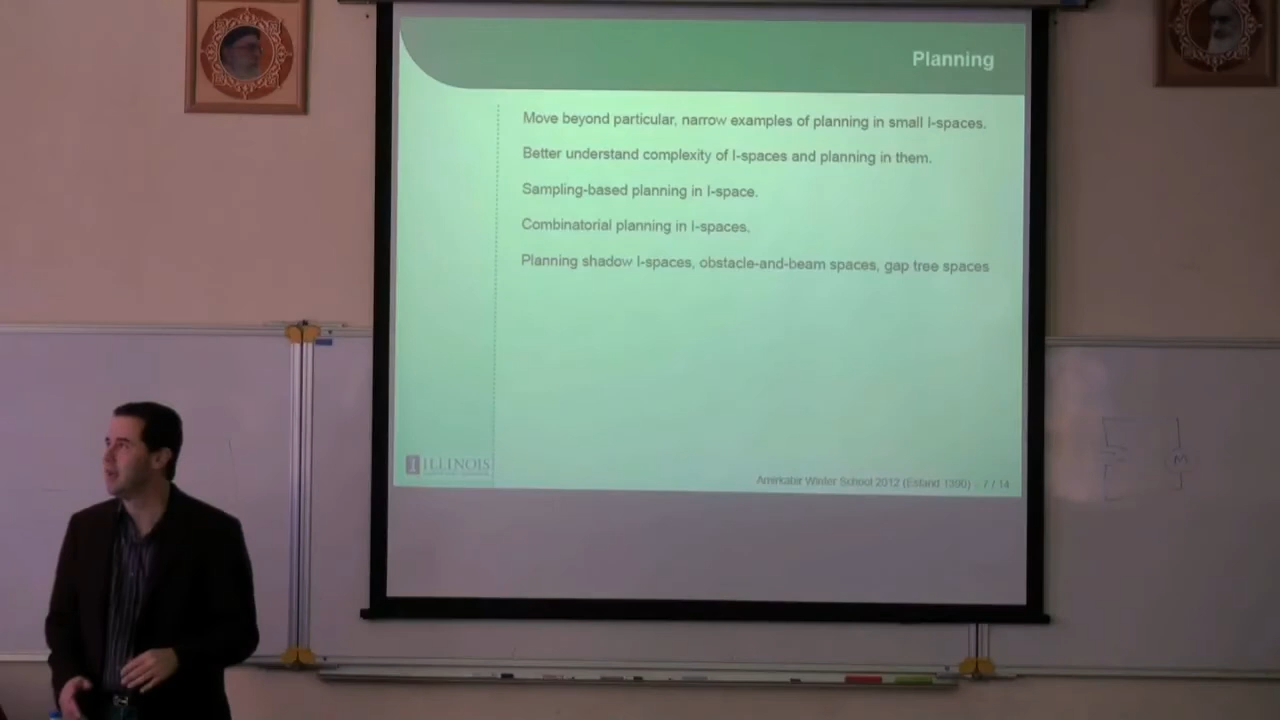 Planning
Move beyond particular, narrow examples of planning in small I-spaces.
Better understand complexity of I-spaces and planning in them.
Sampling-based planning in I-space.
Combinatorial planning in I-spaces.
Planning shadow I-spaces, obstacle-and-beam spaces, gap tree spaces
I ILLINOIS
Amirkabir Winter School 2012 (Esfand 1390) – 7 / 14
M